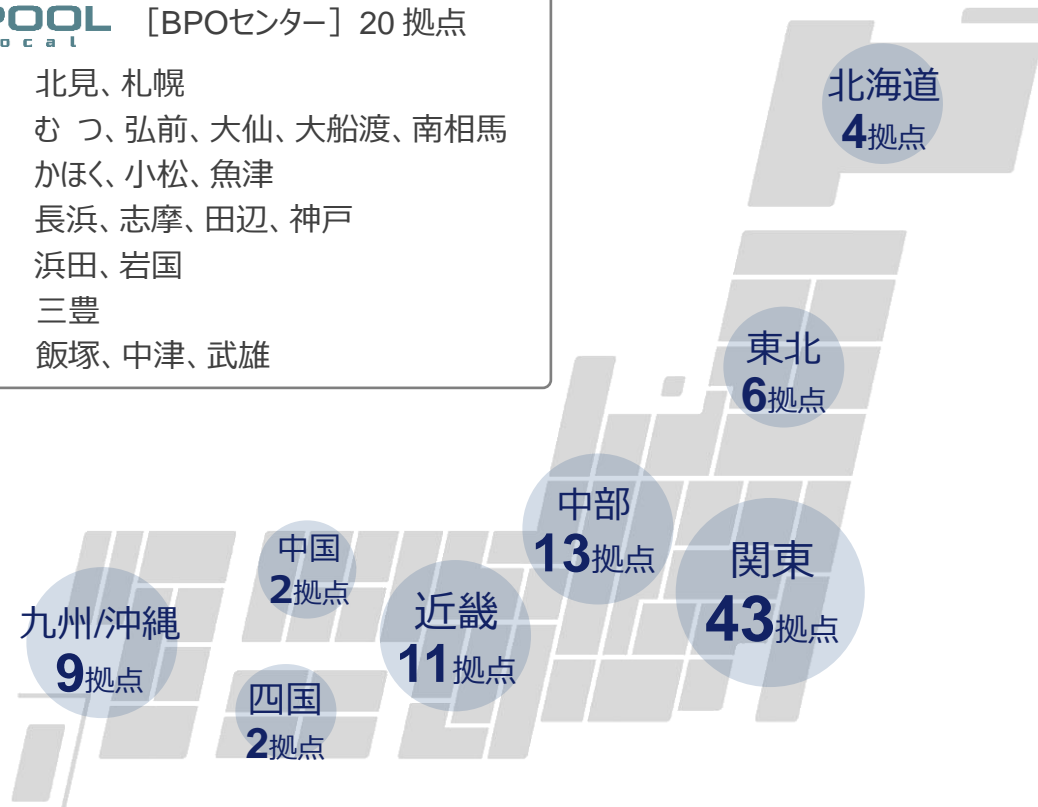 POOL [BPOセンター] 20 拠点
ocal
北見、札幌
むつ、弘前、大仙、大船渡、南相馬
かほく、小松、魚津
長浜、志摩、田辺、神戸
浜田、岩国
三豊
飯塚、中津、武雄
北海道
4拠点
東北
6拠点
中部
13拠点
関東
43拠点
中国
2拠点
近畿
11拠点
九州/沖縄
9拠点
四国
2拠点